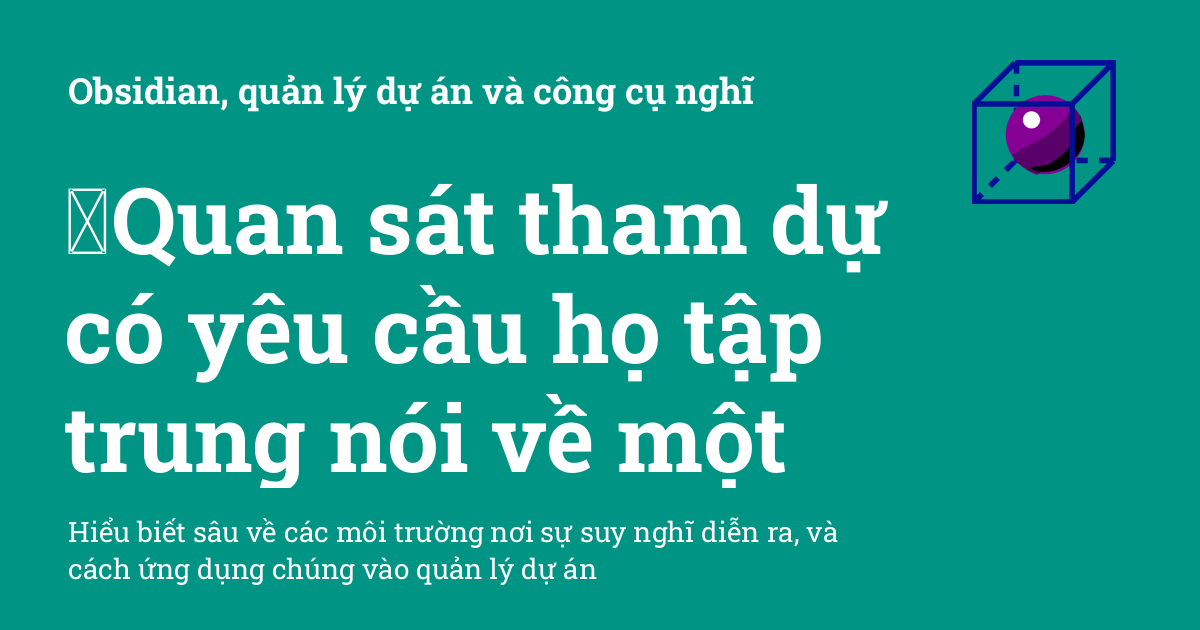 Obsidian, quản lý dự án và công cụ nghĩ
Quan sát tham dự
có yêu cầu họ tập
trung nói về một
Hiểu biết sâu về các môi trường nơi sự suy nghĩ diễn ra, và
cách ứng dụng chúng vào quản lý dự án